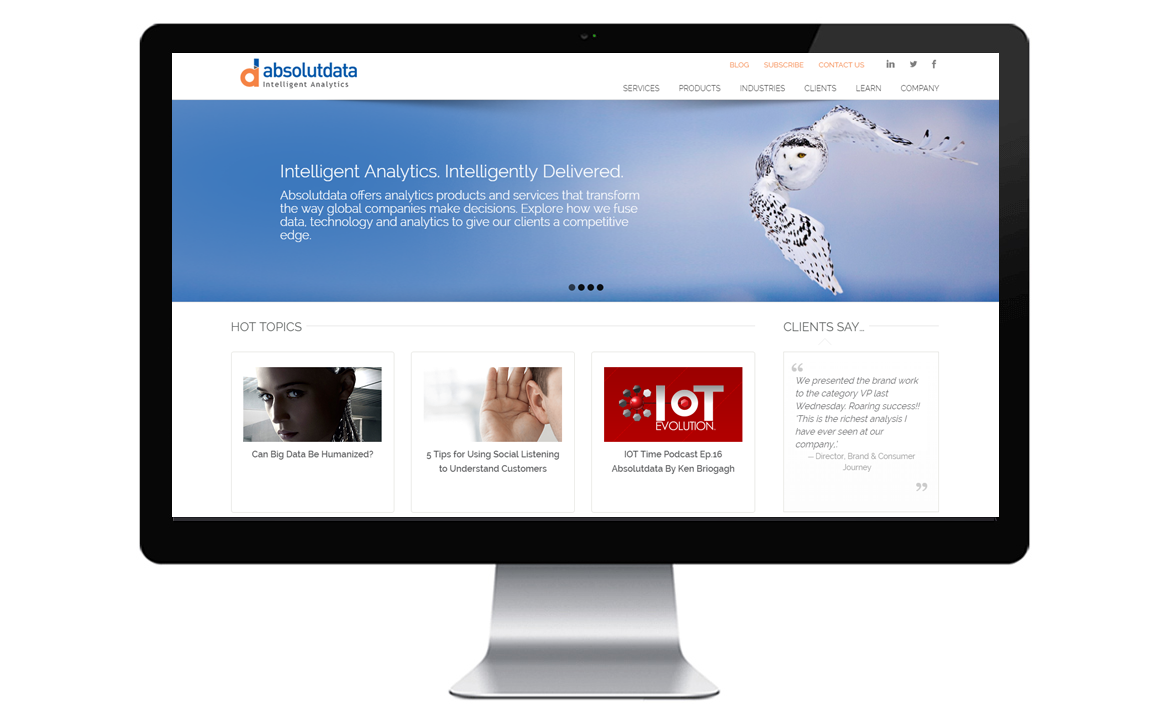 absolutdata
Intelligent Analytics
BLOG SUBSCRIBE CONTACT US
SERVICES PRODUCTS INDUSTRIES CLIENTS LEARN COMPANY
Intelligent Analytics. Intelligently Delivered.
Absolutdata offers analytics products and services that transform
the way global companies make decisions. Explore how we fuse
data, technology and analytics to give our clients a competitive
edge.
HOT TOPICS
Can Big Data Be Humanized?
5 Tips for Using Social Listening
to Understand Customers
IoT
EVOLUTION
IOT Time Podcast Ep.16
Absolutdata By Ken Briogagh
CLIENTS SAY...
“
We presented the brand work
to the category VP last
Wednesday. Roaring success!!
'This is the richest analysis I
have ever seen at our
company,.'
— Director, Brand & Consumer
Journey
”